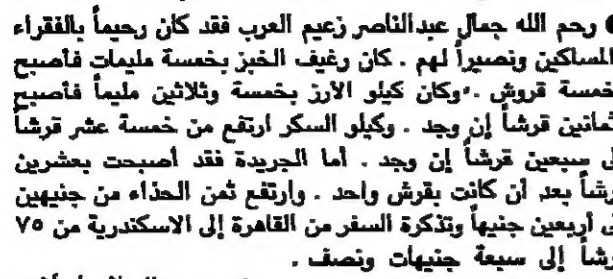 ● رحم الله جمال عبدالناصر زعيم العرب فقد كان رحيماً بالفقراء
المساكين ونصيراً لهم . كان رغيف الخبز بخمسة مليمات فأصبح
خمسة قروش . وكان كيلو الأرز بخمسة وثلاثين مليماً فأصبح
ثمانين قرشاً إن وجد . وكيلو السكر ارتفع من خمسة عشر قرشاً
سبعين قرشاً إن وجد . أما الجريدة فقد أصبحت بعشرين
قرشاً بعد أن كانت بقرش واحد . وارتفع ثمن الحذاء من جنيهين
أربعين جنيهاً وتذكرة السفر من القاهرة إلى الاسكندرية من ٧٥
قرشاً إلى سبعة جنيهات ونصف .